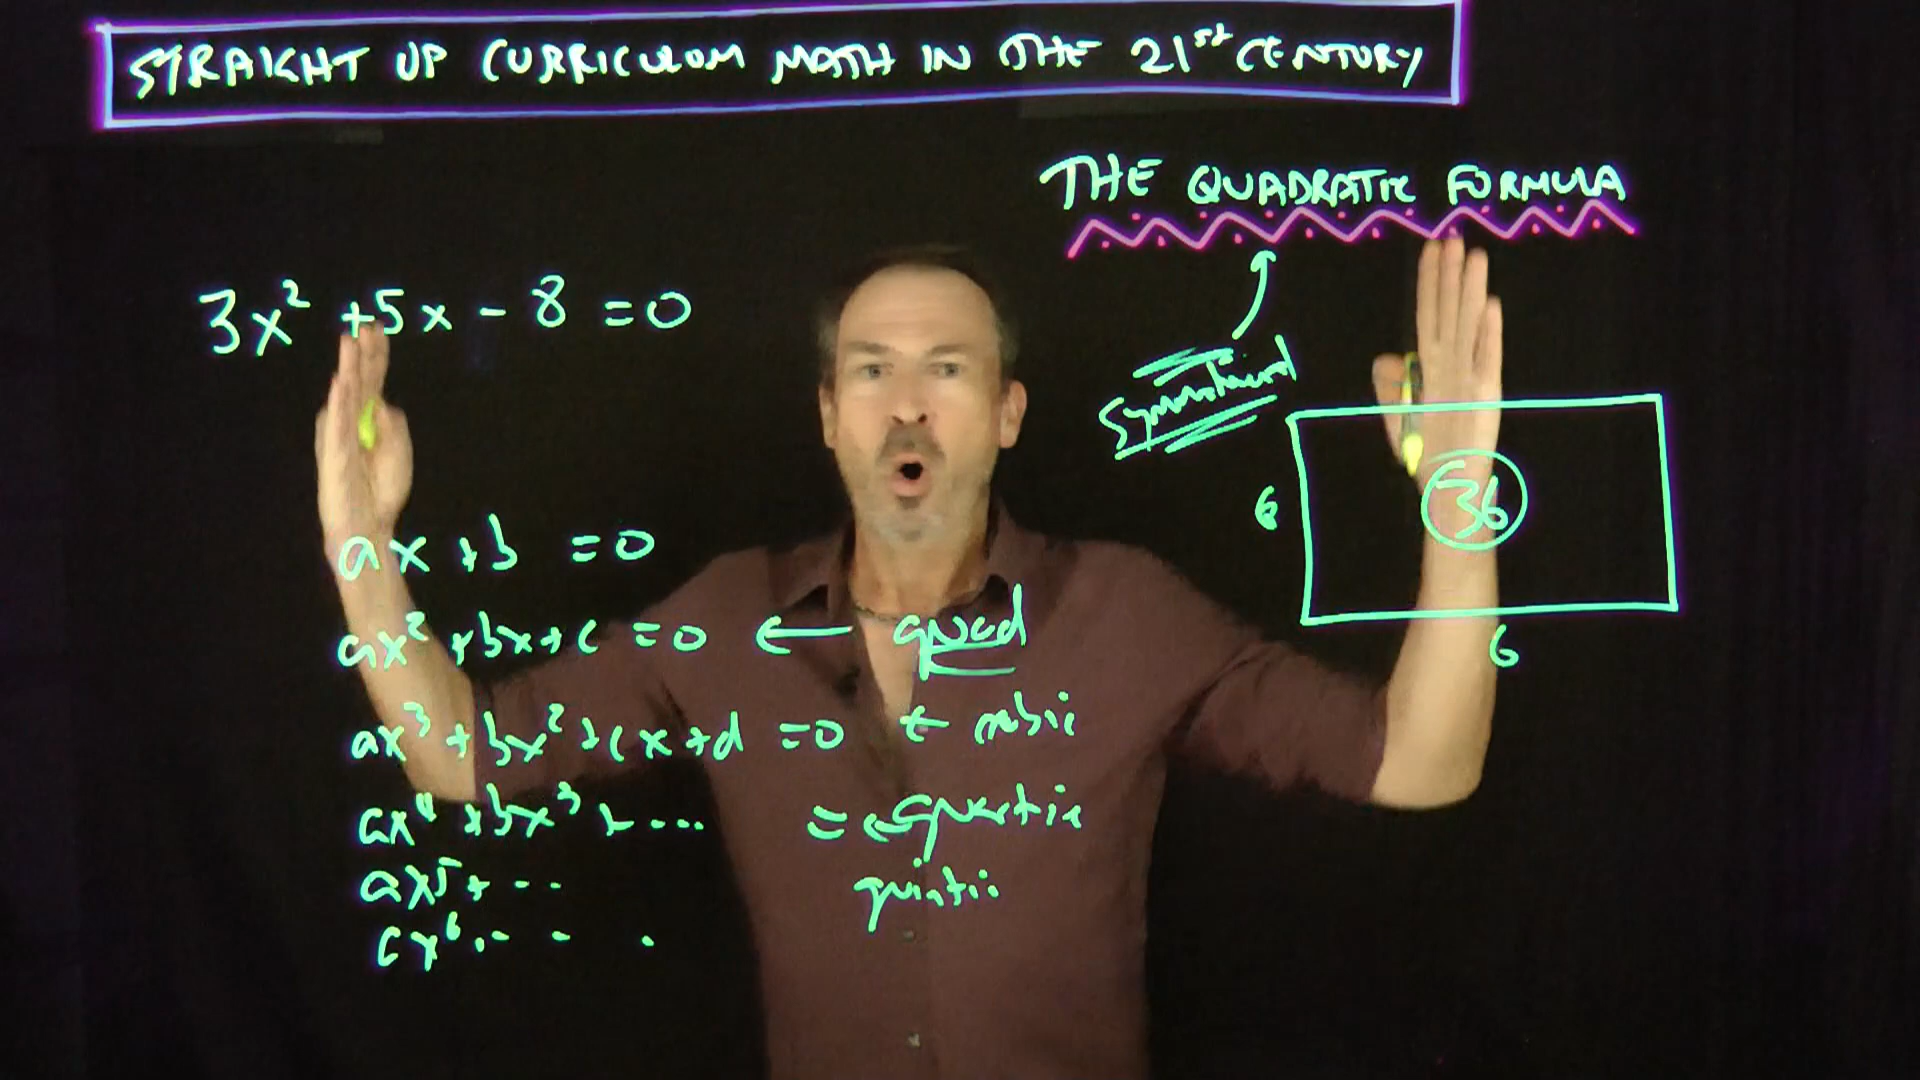 STRAIGHT UP CURRICULUM MATH IN THE 21st CENTURY
THE QUADRATIC FORMULA
3x² + 5x - 8 = 0
6
36
6
ax + b = 0
ax² + bx + c = 0 ← quad
ax³ + bx² + cx + d = 0 ← cubic
ax⁴ + bx³ + ... = ← quartic
ax⁵ + ..
quintic
cx⁶ .. - .